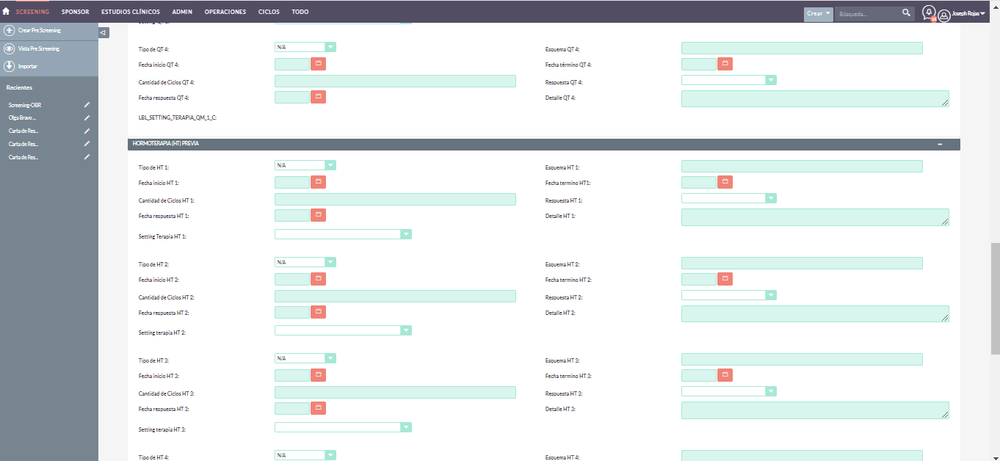 SCREENING SPONSOR ESTUDIOS CLÍNICOS ADMIN OPERACIONES CICLOS TODO Crear Búsqueda... Joseph Rojas
Crear Pre Screening
Vista Pre Screening
Importar
Recientes
Screening-OBR
Olga Bravo ...
Carta de Res...
Carta de Res...
Carta de Res...
Tipo de QT 4: N/A Esquema QT 4:
Fecha inicio QT 4: Fecha término QT 4:
Cantidad de Ciclos QT 4: Respuesta QT 4:
Fecha respuesta QT 4: Detalle QT 4:
LBL_SETTING_TERAPIA_QM_1_C:
HORMOTERAPIA (HT) PREVIA
Tipo de HT 1: N/A Esquema HT 1:
Fecha inicio HT 1: Fecha termino HT1:
Cantidad de Ciclos HT 1: Respuesta HT 1:
Fecha respuesta HT 1: Detalle HT 1:
Setting Terapia HT 1:
Tipo de HT 2: N/A Esquema HT 2:
Fecha inicio HT 2: Fecha termino HT 2:
Cantidad de Ciclos HT 2: Respuesta HT 2:
Fecha respuesta HT 2: Detalle HT 2:
Setting terapia HT 2:
Tipo de HT 3: N/A Esquema HT 3:
Fecha inicio HT 3: Fecha termino HT 3:
Cantidad de Ciclos HT 3: Respuesta HT 3:
Fecha respuesta HT 3: Detalle HT 3:
Setting terapia HT 3:
Tipo de HT 4: N/A Esquema HT 4: